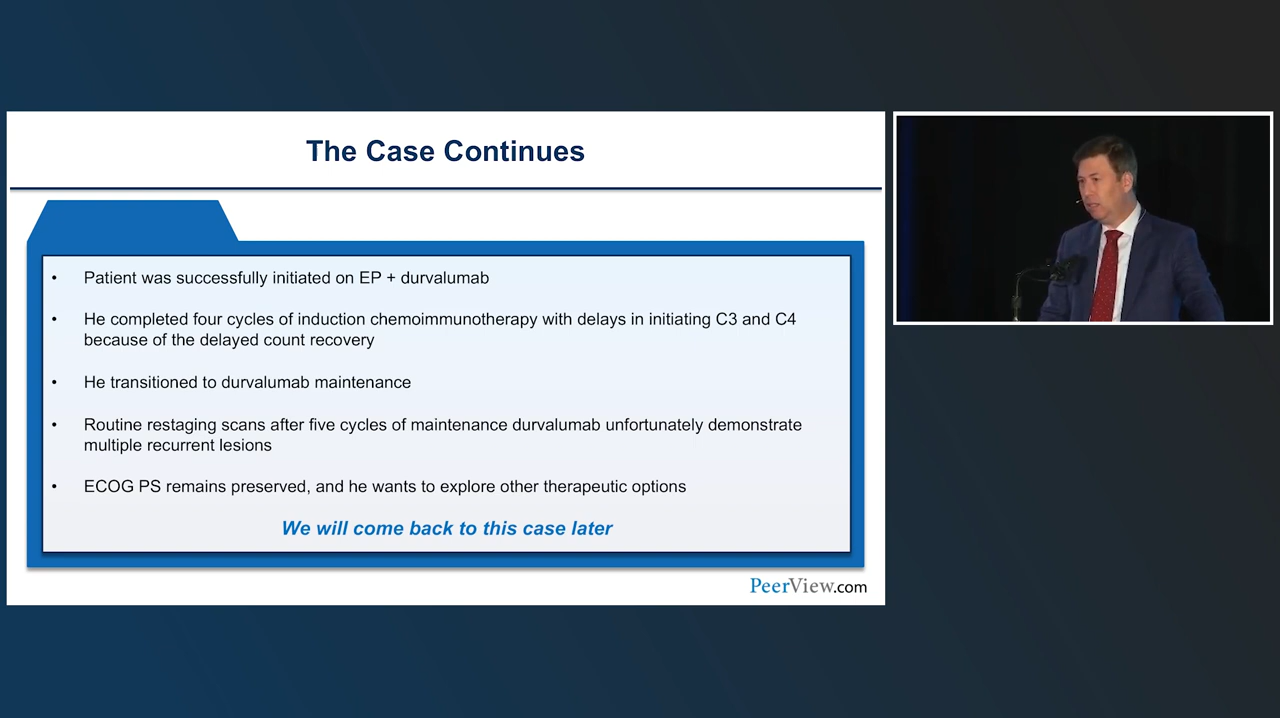 The Case Continues
• Patient was successfully initiated on EP + durvalumab
• He completed four cycles of induction chemoimmunotherapy with delays in initiating C3 and C4
because of the delayed count recovery
• He transitioned to durvalumab maintenance
• Routine restaging scans after five cycles of maintenance durvalumab unfortunately demonstrate
multiple recurrent lesions
• ECOG PS remains preserved, and he wants to explore other therapeutic options
We will come back to this case later
PeerView.com